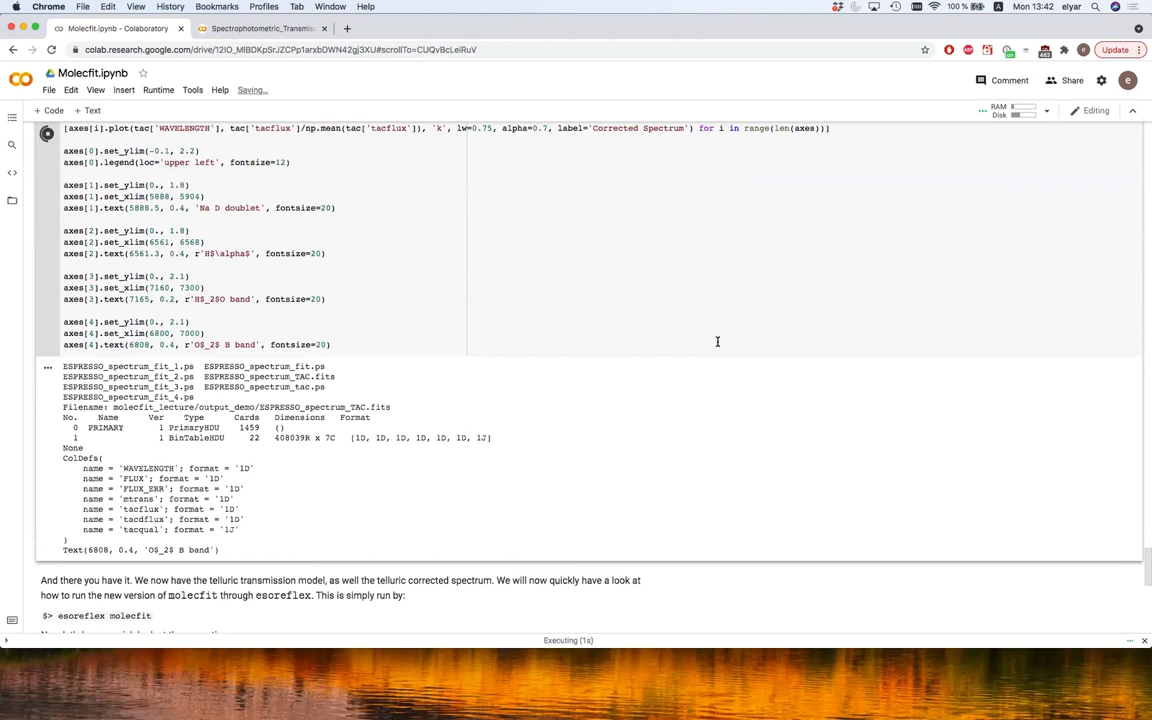 Chrome File Edit View History Bookmarks Profiles Tab Window Help 100 % Mon 13:42 elyar
Molecfit.ipynb - Colaboratory Spectrophotometric_Transmiss
colab.research.google.com/drive/12IO_MlBDKpSrJZCPp1arxbDWN42gj3XU#scrollTo=CUQvBcLeiRuV 462 e Update
Molecfit.ipynb Comment Share e
File Edit View Insert Runtime Tools Help Saving...
+ Code + Text RAM Disk Editing
[axes[i].plot(tac['WAVELENGTH'], tac['tacflux']/np.mean(tac['tacflux']), 'k', lw=0.75, alpha=0.7, label='Corrected Spectrum') for i in range(len(axes))]
axes[0].set_ylim(-0.1, 2.2)
axes[0].legend(loc='upper left', fontsize=12)
axes[1].set_ylim(0., 1.8)
axes[1].set_xlim(5888, 5904)
axes[1].text(5888.5, 0.4, 'Na D doublet', fontsize=20)
axes[2].set_ylim(0., 1.8)
axes[2].set_xlim(6561, 6568)
axes[2].text(6561.3, 0.4, r'H$\alpha$', fontsize=20)
axes[3].set_ylim(0., 2.1)
axes[3].set_xlim(7160, 7300)
axes[3].text(7165, 0.2, r'H$_2$O band', fontsize=20)
axes[4].set_ylim(0., 2.1)
axes[4].set_xlim(6800, 7000)
axes[4].text(6808, 0.4, r'O$_2$ B band', fontsize=20)
ESPRESSO_spectrum_fit_1.ps ESPRESSO_spectrum_fit.ps
ESPRESSO_spectrum_fit_2.ps ESPRESSO_spectrum_TAC.fits
ESPRESSO_spectrum_fit_3.ps ESPRESSO_spectrum_tac.ps
ESPRESSO_spectrum_fit_4.ps
Filename: molecfit_lecture/output_demo/ESPRESSO_spectrum_TAC.fits
No. Name Ver Type Cards Dimensions Format
0 PRIMARY 1 PrimaryHDU 1459 ()
1 1 BinTableHDU 22 408039R x 7C [1D, 1D, 1D, 1D, 1D, 1D, 1J]
None
ColDefs(
name = 'WAVELENGTH'; format = '1D'
name = 'FLUX'; format = '1D'
name = 'FLUX_ERR'; format = '1D'
name = 'mtrans'; format = '1D'
name = 'tacflux'; format = '1D'
name = 'tacdflux'; format = '1D'
name = 'tacqual'; format = '1J'
)
Text(6808, 0.4, 'O$_2$ B band')
And there you have it. We now have the telluric transmission model, as well the telluric corrected spectrum. We will now quickly have a look at
how to run the new version of molecfit through esoreflex. This is simply run by:
$> esoreflex molecfit
Executing (1s)